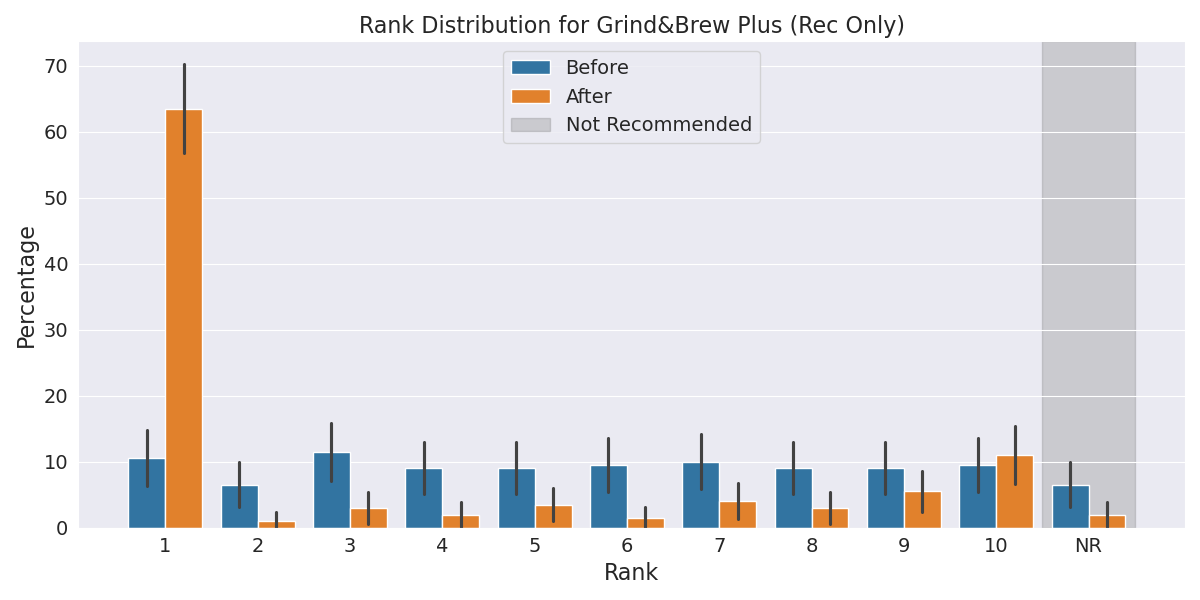 Rank Distribution for Grind&Brew Plus (Rec Only)
Before
After
Not Recommended
Percentage
70
60
50
40
30
20
10
0
1 2 3 4 5 6 7 8 9 10 NR
Rank